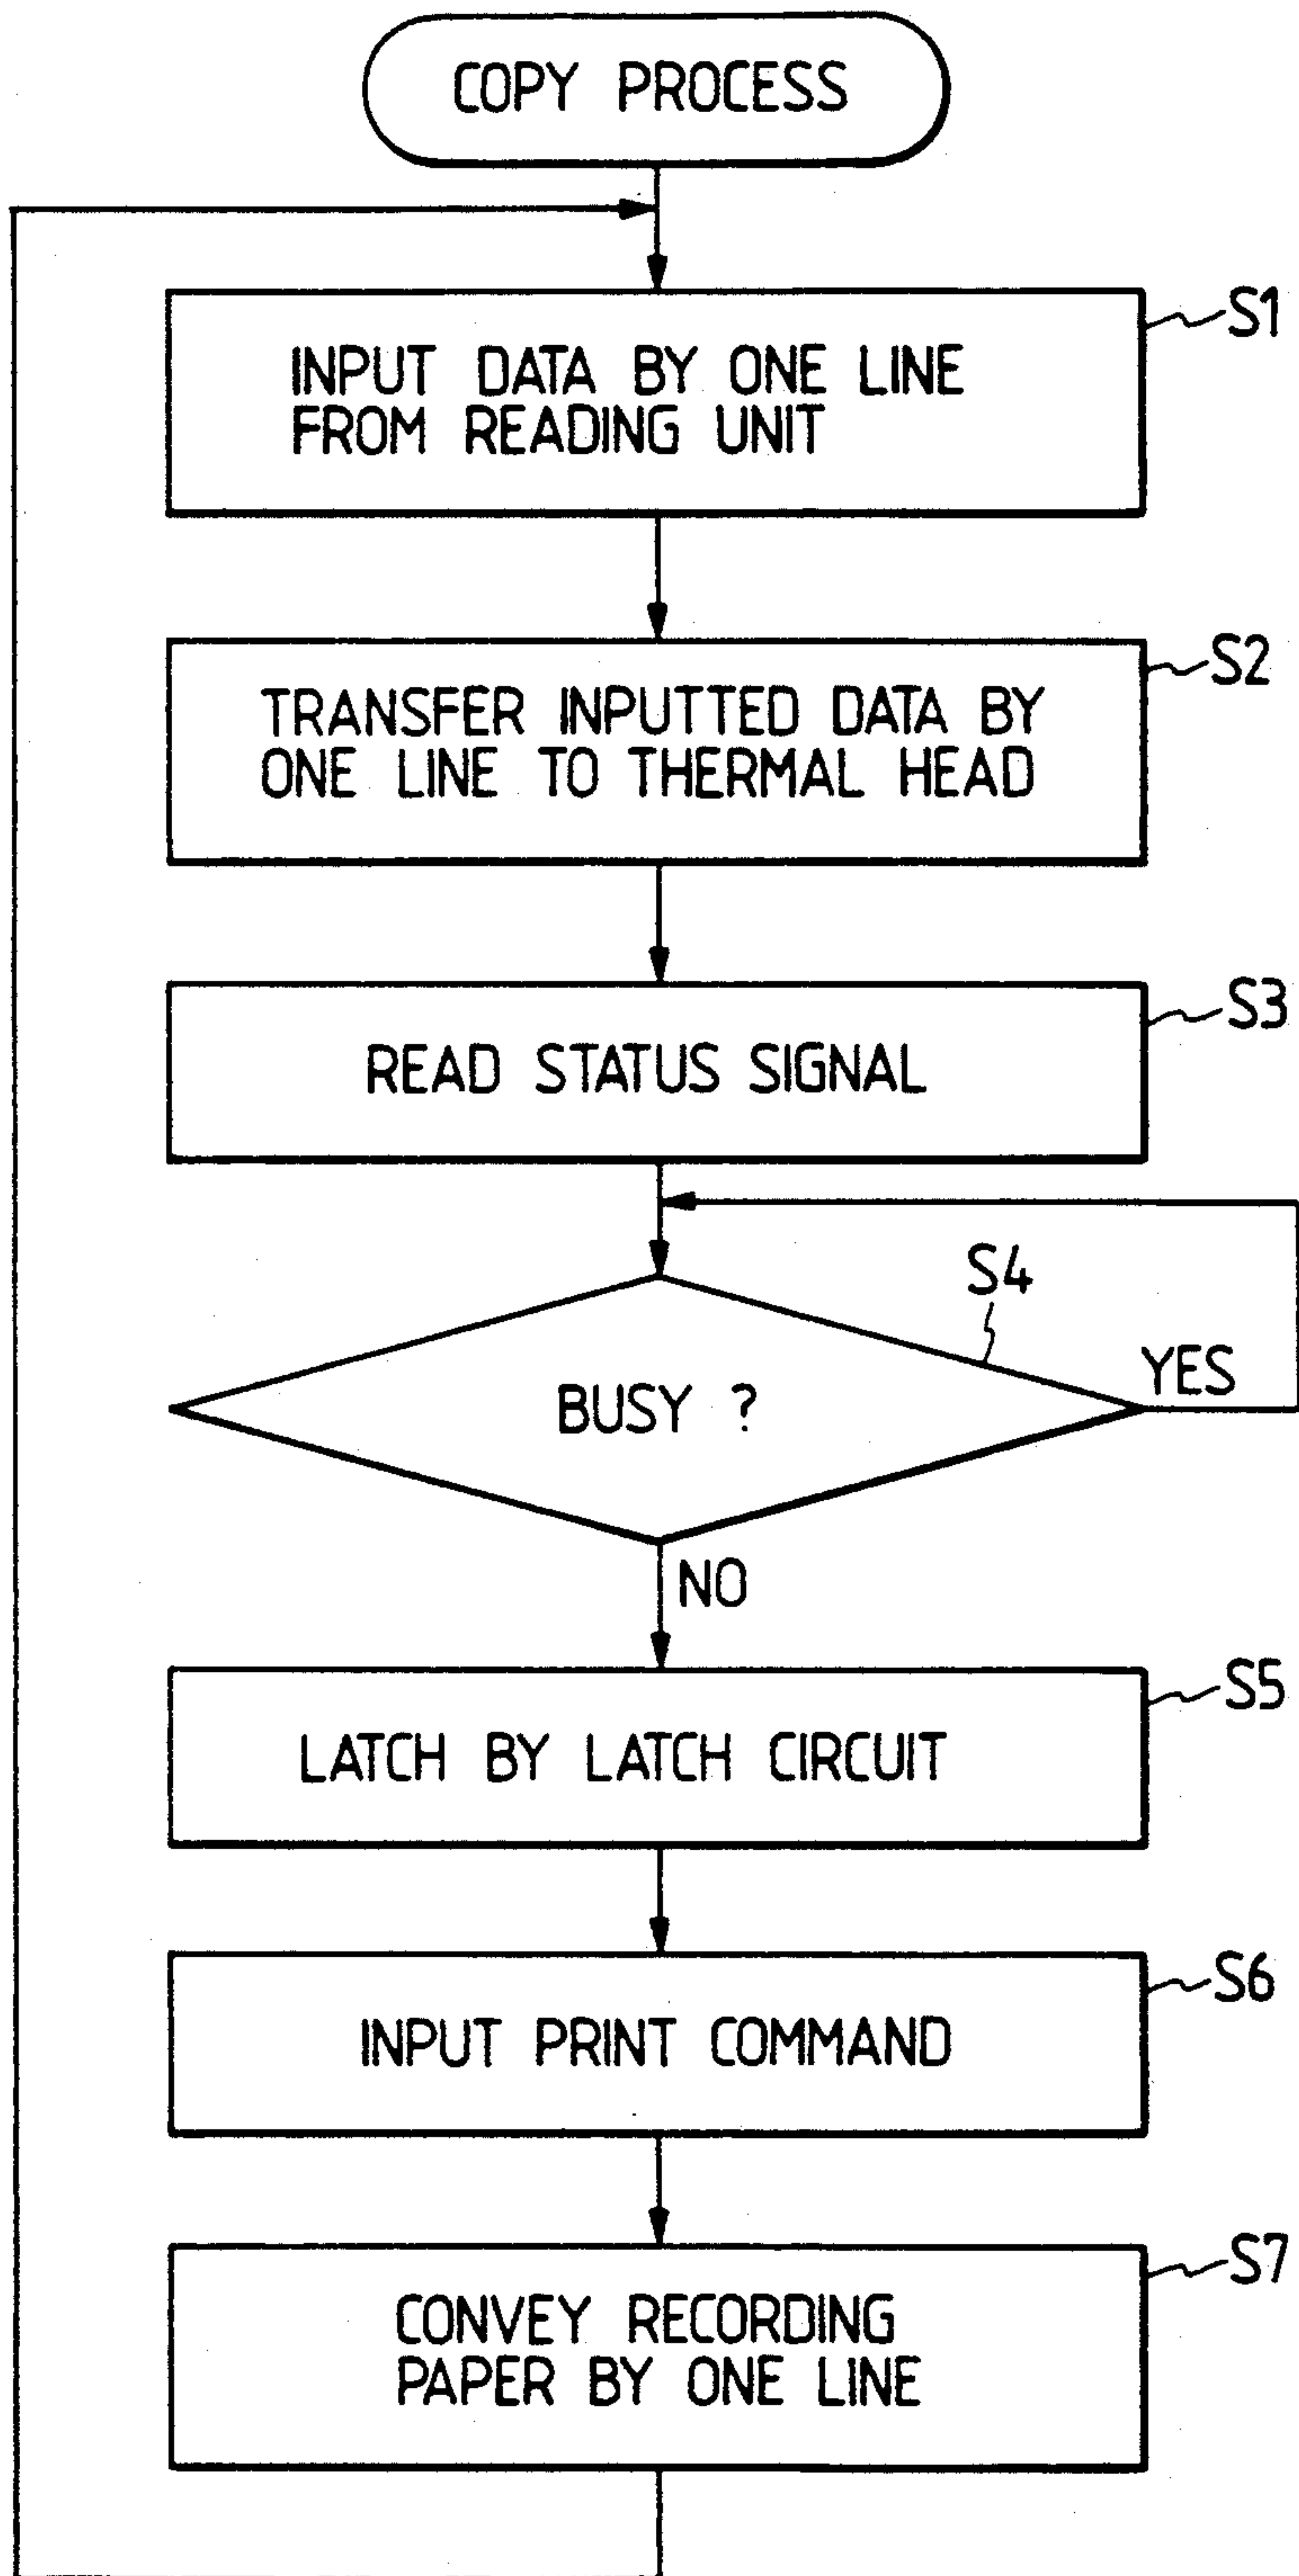 COPY PROCESS
S1
INPUT DATA BY ONE LINE
FROM READING UNIT
S2
TRANSFER INPUTTED DATA BY
ONE LINE TO THERMAL HEAD
S3
READ STATUS SIGNAL
S4
BUSY ?
YES
NO
S5
LATCH BY LATCH CIRCUIT
S6
INPUT PRINT COMMAND
S7
CONVEY RECORDING
PAPER BY ONE LINE